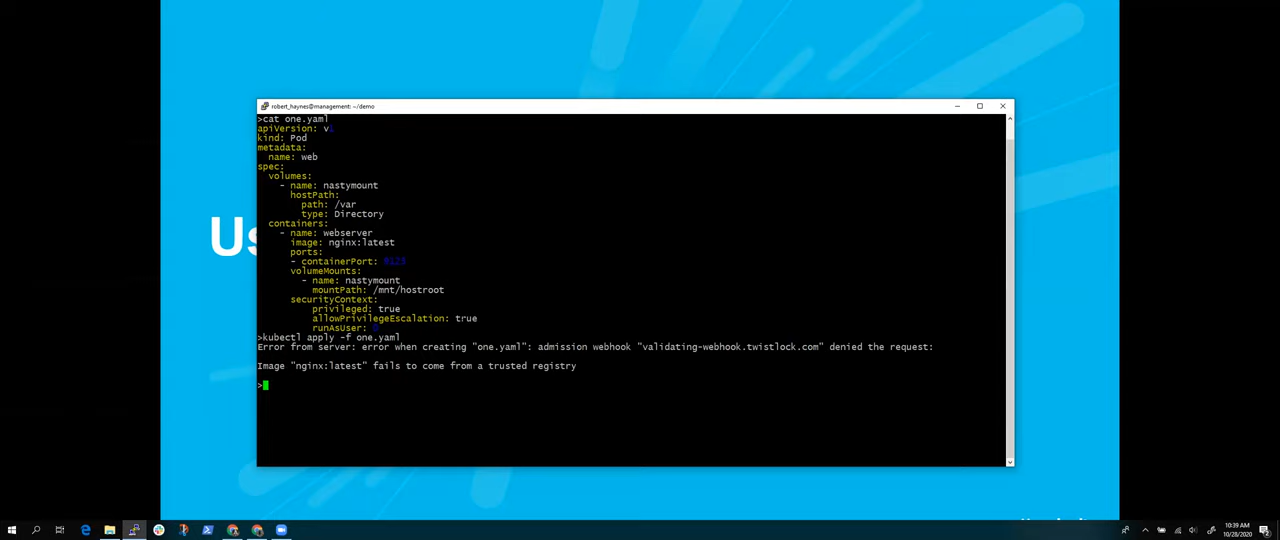 robert_haynes@management: ~/demo
>cat one.yaml
apiVersion: v1
kind: Pod
metadata:
  name: web
spec:
  volumes:
    - name: nastymount
      hostPath:
        path: /var
        type: Directory
  containers:
    - name: webserver
      image: nginx:latest
      ports:
      - containerPort:
      volumeMounts:
        - name: nastymount
          mountPath: /mnt/hostroot
      securityContext:
          privileged: true
          allowPrivilegeEscalation: true
          runAsUser: 0
>kubectl apply -f one.yaml
Error from server: error when creating "one.yaml": admission webhook "validating-webhook.twistlock.com" denied the request:
Image "nginx:latest" fails to come from a trusted registry
>
Us
10:39 AM
10/28/2020